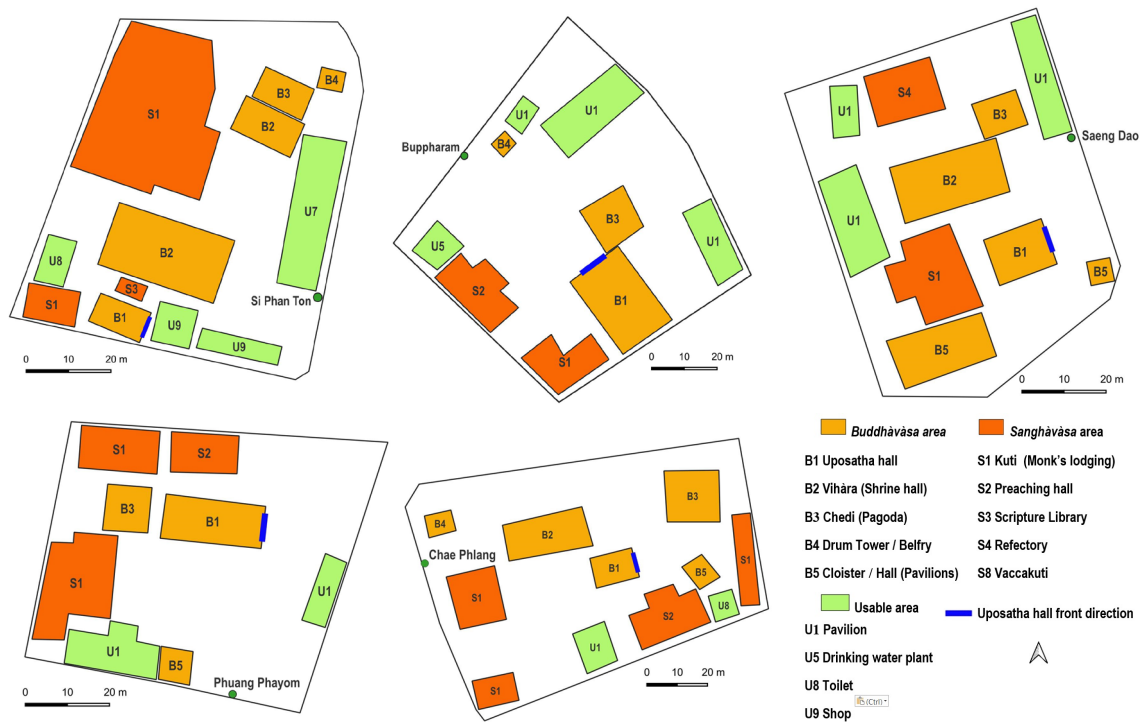 S1
B3
B4
B2
U7
B2
U8
S3
S1
B1
U9
U9
Si Phan Ton
0 10 20 m
U1
U1
B4
Buppharam
B3
U1
U5
S2
B1
S1
0 10 20 m
U1
S4
U1
B3
Saeng Dao
B2
U1
B1
S1
B5
B5
0 10 20 m
S1
S2
B3
B1
S1
U1
U1
B5
Phuang Phayom
0 10 20 m
B3
B4
B2
Chae Phlang
B1
S1
B5
S1
S2
U8
U1
S1
0 10 20 m
Buddhàvàsa area
B1 Uposatha hall
B2 Vihàra (Shrine hall)
B3 Chedi (Pagoda)
B4 Drum Tower / Belfry
B5 Cloister / Hall (Pavilions)
Usable area
U1 Pavilion
U5 Drinking water plant
U8 Toilet
U9 Shop
(Ctrl)
Sanghàvàsa area
S1 Kuti (Monk's lodging)
S2 Preaching hall
S3 Scripture Library
S4 Refectory
S8 Vaccakuti
Uposatha hall front direction